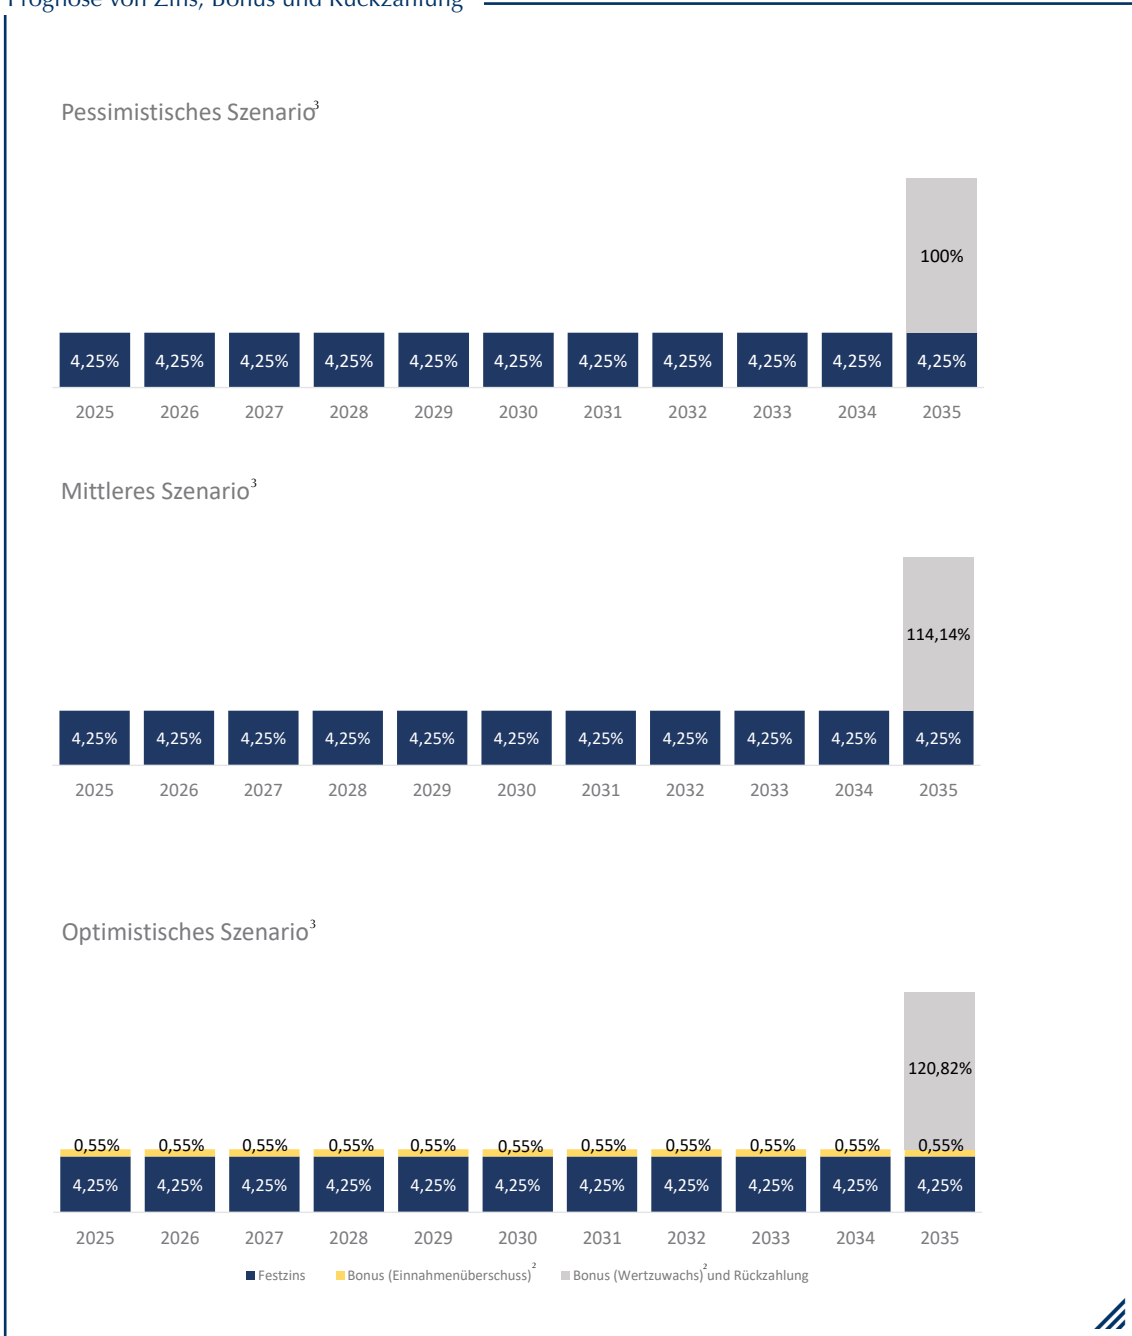 Prognose von Zins, Bonus und Rückzahlung
Pessimistisches Szenario³
100%
4,25% 4,25% 4,25% 4,25% 4,25% 4,25% 4,25% 4,25% 4,25% 4,25% 4,25%
2025 2026 2027 2028 2029 2030 2031 2032 2033 2034 2035
Mittleres Szenario³
114,14%
4,25% 4,25% 4,25% 4,25% 4,25% 4,25% 4,25% 4,25% 4,25% 4,25% 4,25%
2025 2026 2027 2028 2029 2030 2031 2032 2033 2034 2035
Optimistisches Szenario³
120,82%
0,55% 0,55% 0,55% 0,55% 0,55% 0,55% 0,55% 0,55% 0,55% 0,55% 0,55%
4,25% 4,25% 4,25% 4,25% 4,25% 4,25% 4,25% 4,25% 4,25% 4,25% 4,25%
2025 2026 2027 2028 2029 2030 2031 2032 2033 2034 2035
Festzins Bonus (Einnahmenüberschuss)² Bonus (Wertzuwachs)² und Rückzahlung